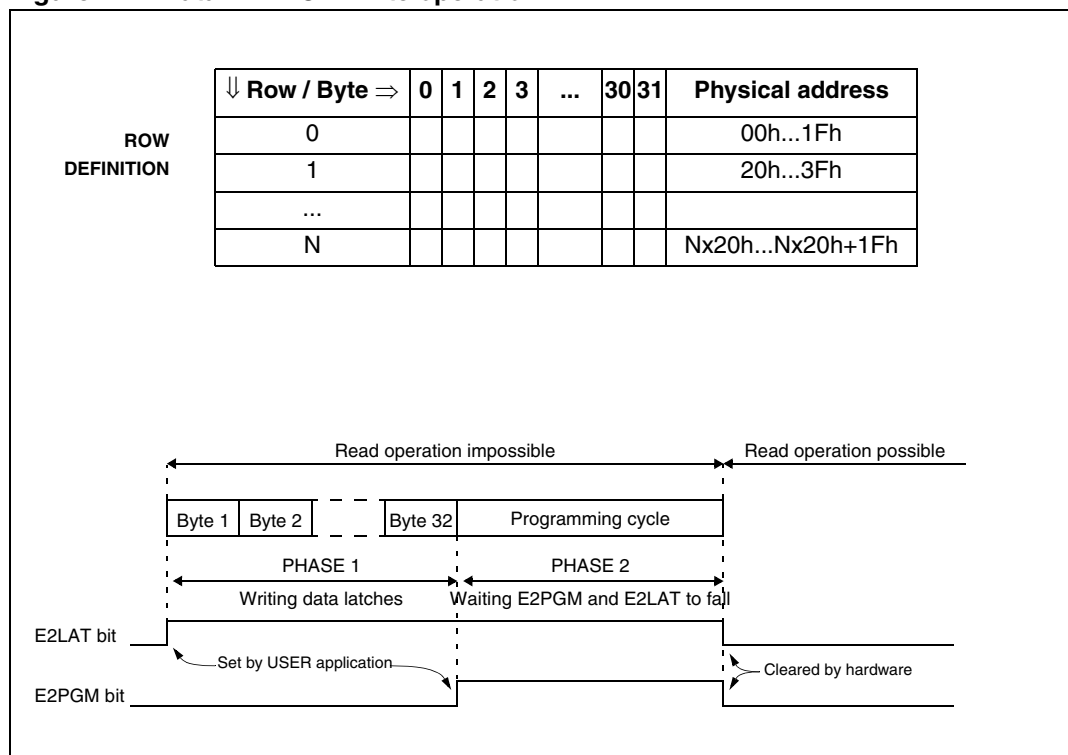 ⇓ Row / Byte ⇒ 0 1 2 3 ... 30 31 Physical address
ROW DEFINITION
0 00h...1Fh
1 20h...3Fh
...
N Nx20h...Nx20h+1Fh
Read operation impossible Read operation possible
Byte 1 Byte 2 Byte 32 Programming cycle
PHASE 1 PHASE 2
Writing data latches Waiting E2PGM and E2LAT to fall
E2LAT bit
Set by USER application Cleared by hardware
E2PGM bit